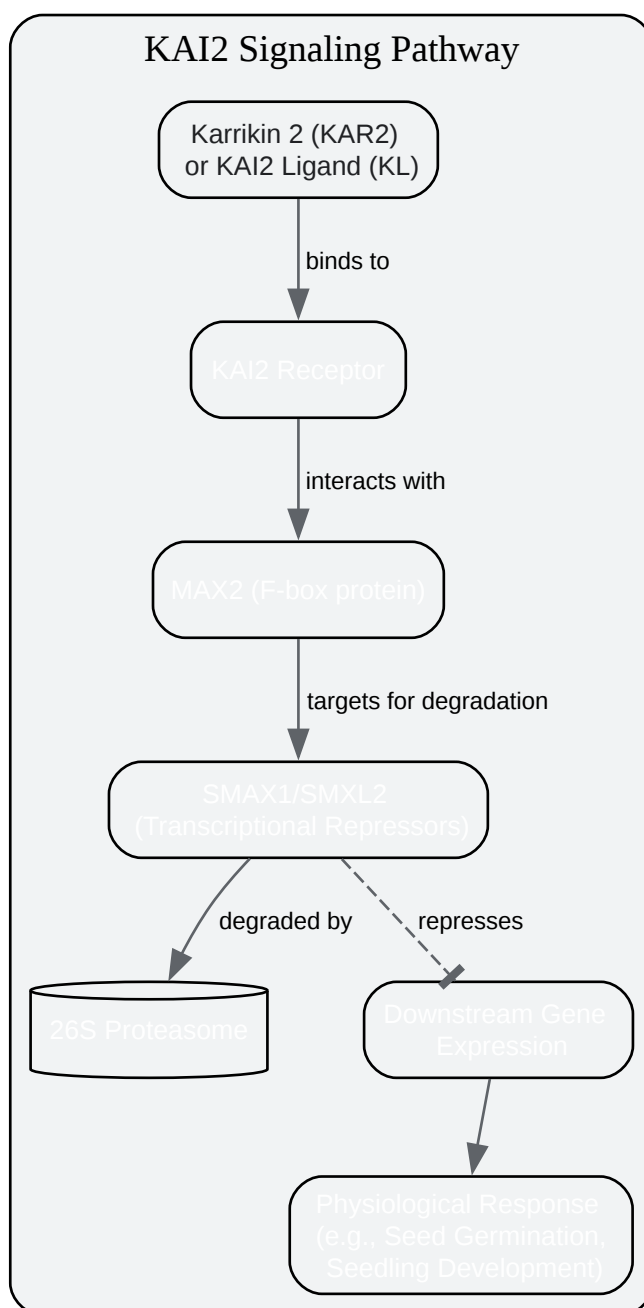 KAI2 Signaling Pathway
Karrikin 2 (KAR2)
or KAI2 Ligand (KL)
binds to
KAI2 Receptor
interacts with
MAX2 (F-box protein)
targets for degradation
SMAX1/SMXL2
(Transcriptional Repressors)
degraded by
represses
26S Proteasome
Downstream Gene
Expression
Physiological Response
(e.g., Seed Germination,
Seedling Development)